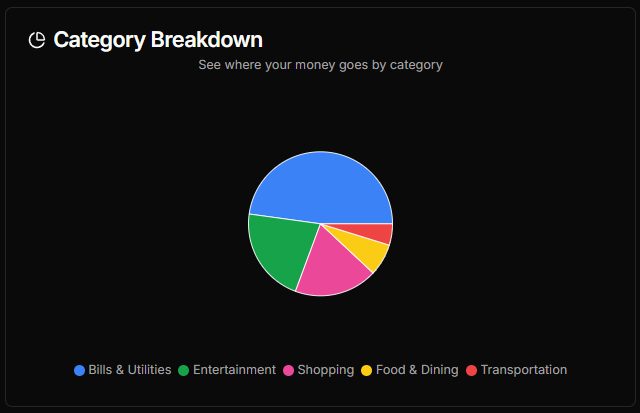 Category Breakdown
See where your money goes by category
Bills & Utilities Entertainment Shopping Food & Dining Transportation